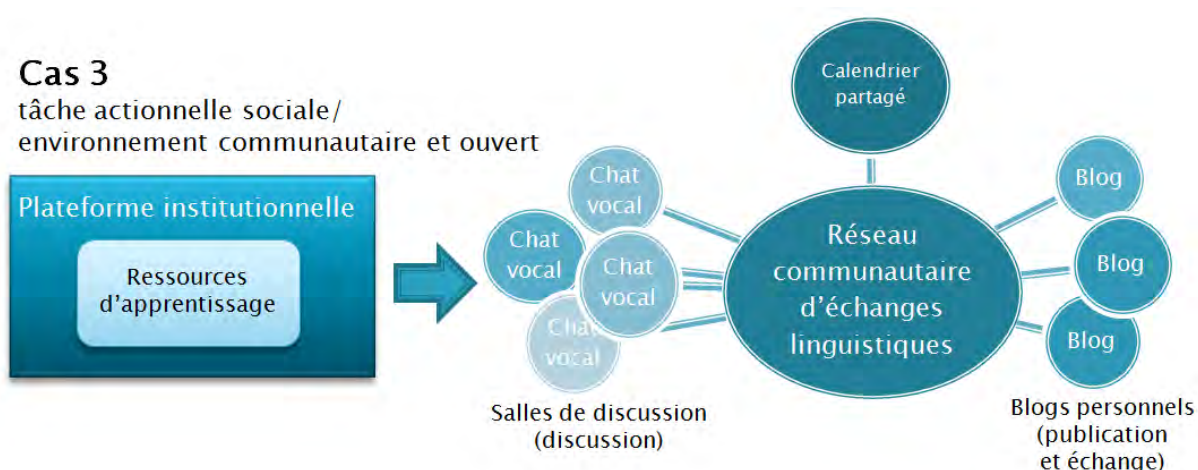 Cas 3
tâche actionnelle sociale/
environnement communautaire et ouvert
Plateforme institutionnelle
Ressources
d'apprentissage
Chat
vocal
Chat
vocal
Chat
vocal
Chat
vocal
Salles de discussion
(discussion)
Calendrier
partagé
Réseau
communautaire
d'échanges
linguistiques
Blog
Blog
Blog
Blogs personnels
(publication
et échange)